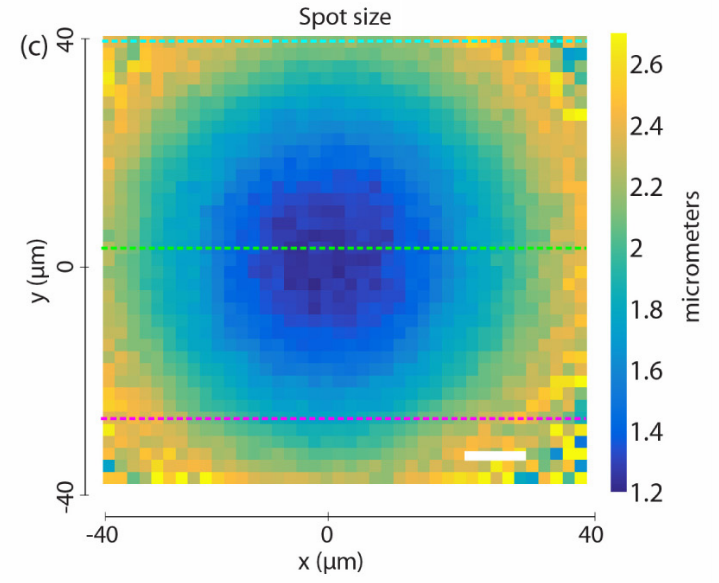 Spot size
(c)
40
0
-40
y (μm)
-40
0
40
x (μm)
2.6
2.4
2.2
2
1.8
1.6
1.4
1.2
micrometers